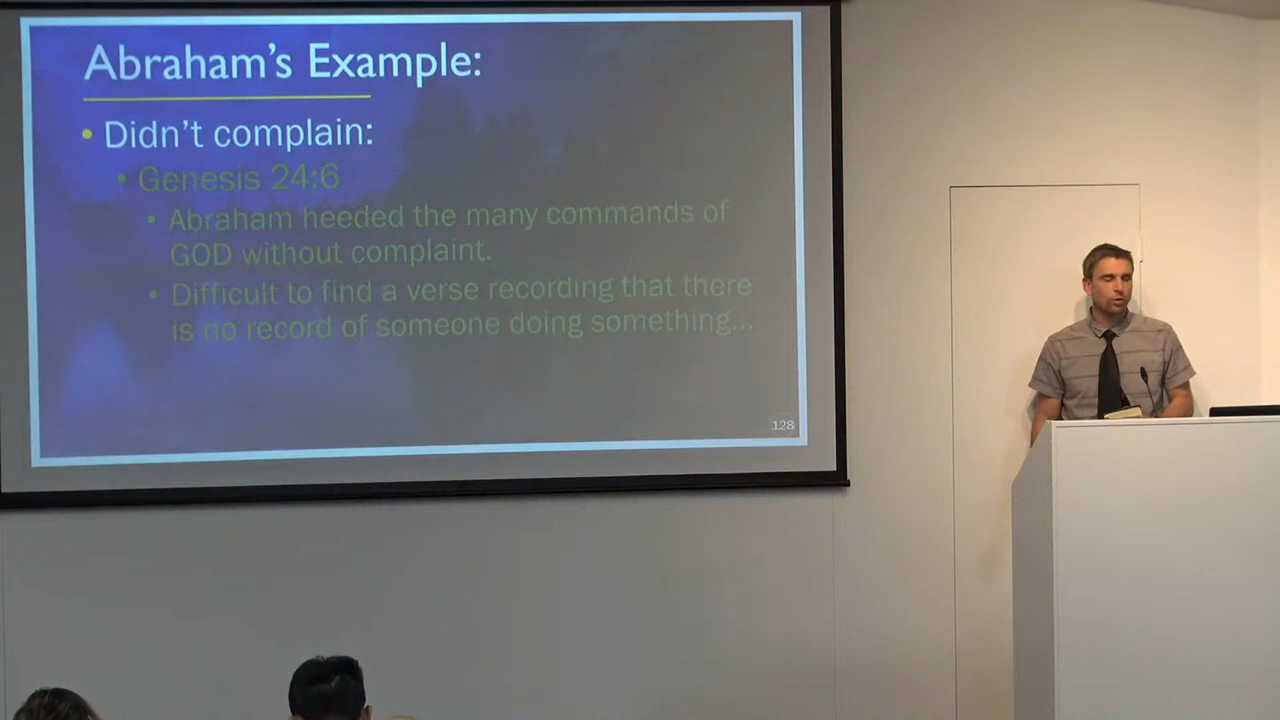 Abraham's Example:
• Didn't complain:
• Genesis 24:6
• Abraham heeded the many commands of
GOD without complaint.
• Difficult to find a verse recording that there
is no record of someone doing something...
128